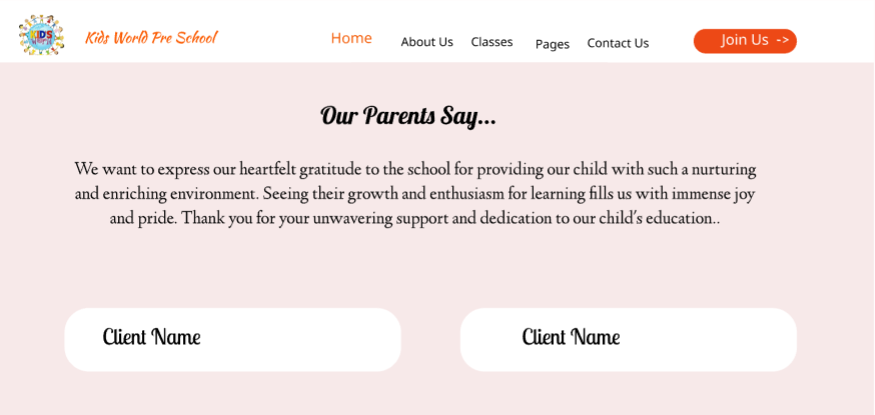 KID'S
Kids World Pre School
Home
About Us
Classes
Pages
Contact Us
Join Us ->
Our Parents Say...
We want to express our heartfelt gratitude to the school for providing our child with such a nurturing
and enriching environment. Seeing their growth and enthusiasm for learning fills us with immense joy
and pride. Thank you for your unwavering support and dedication to our child's education..
Client Name
Client Name